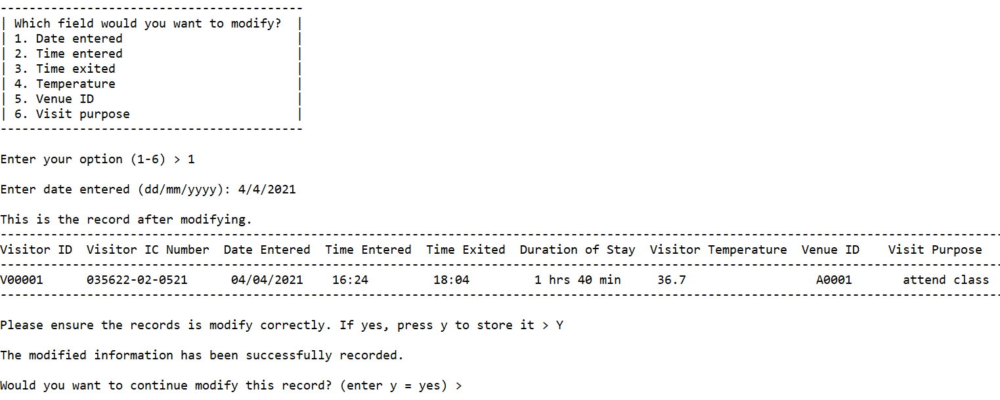 ------------------------------------------
| Which field would you want to modify?  |
| 1. Date entered                        |
| 2. Time entered                        |
| 3. Time exited                         |
| 4. Temperature                         |
| 5. Venue ID                            |
| 6. Visit purpose                       |
------------------------------------------
Enter your option (1-6) > 1
Enter date entered (dd/mm/yyyy): 4/4/2021
This is the record after modifying.
-------------------------------------------------------------------------------------------------------------------------------------------
Visitor ID  Visitor IC Number  Date Entered  Time Entered  Time Exited  Duration of Stay  Visitor Temperature  Venue ID    Visit Purpose
-------------------------------------------------------------------------------------------------------------------------------------------
V00001      035622-02-0521      04/04/2021    16:24         18:04         1 hrs 40 min     36.7                  A0001       attend class
-------------------------------------------------------------------------------------------------------------------------------------------
Please ensure the records is modify correctly. If yes, press y to store it > Y
The modified information has been successfully recorded.
Would you want to continue modify this record? (enter y = yes) >